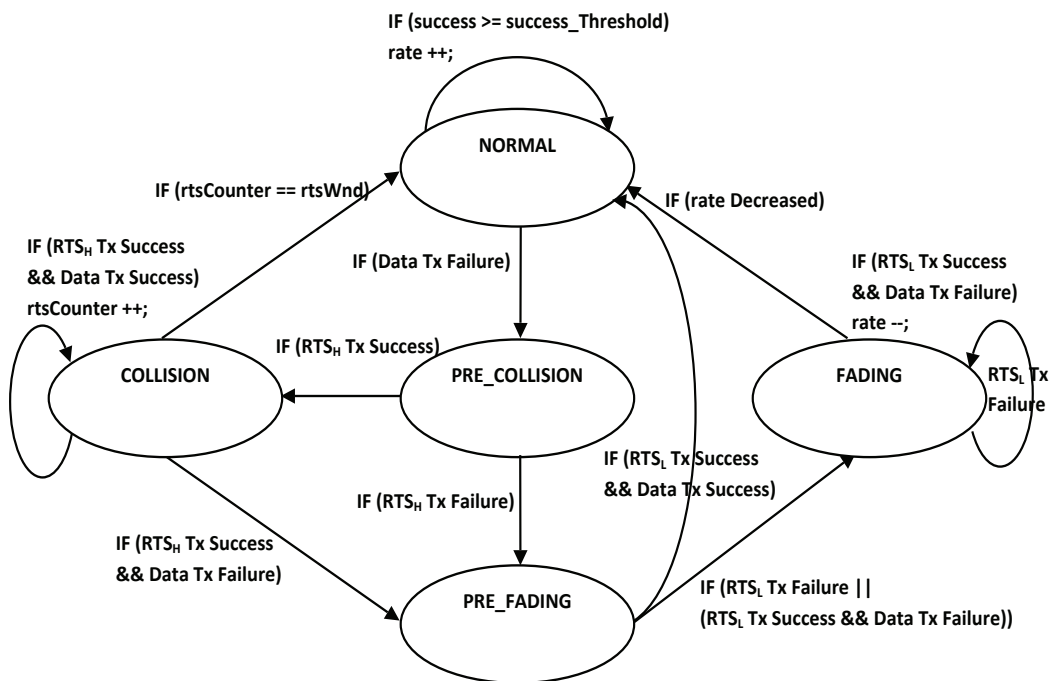 IF (success >= success_Threshold)
rate ++;
NORMAL
IF (rtsCounter == rtsWnd)
IF (rate Decreased)
IF (RTSH Tx Success
&& Data Tx Success)
rtsCounter ++;
IF (Data Tx Failure)
IF (RTSL Tx Success
&& Data Tx Failure)
rate --;
IF (RTSH Tx Success)
COLLISION
PRE_COLLISION
FADING
RTSL Tx
Failure
IF (RTSL Tx Success
&& Data Tx Success)
IF (RTSH Tx Failure)
IF (RTSH Tx Success
&& Data Tx Failure)
PRE_FADING
IF (RTSL Tx Failure ||
(RTSL Tx Success && Data Tx Failure))